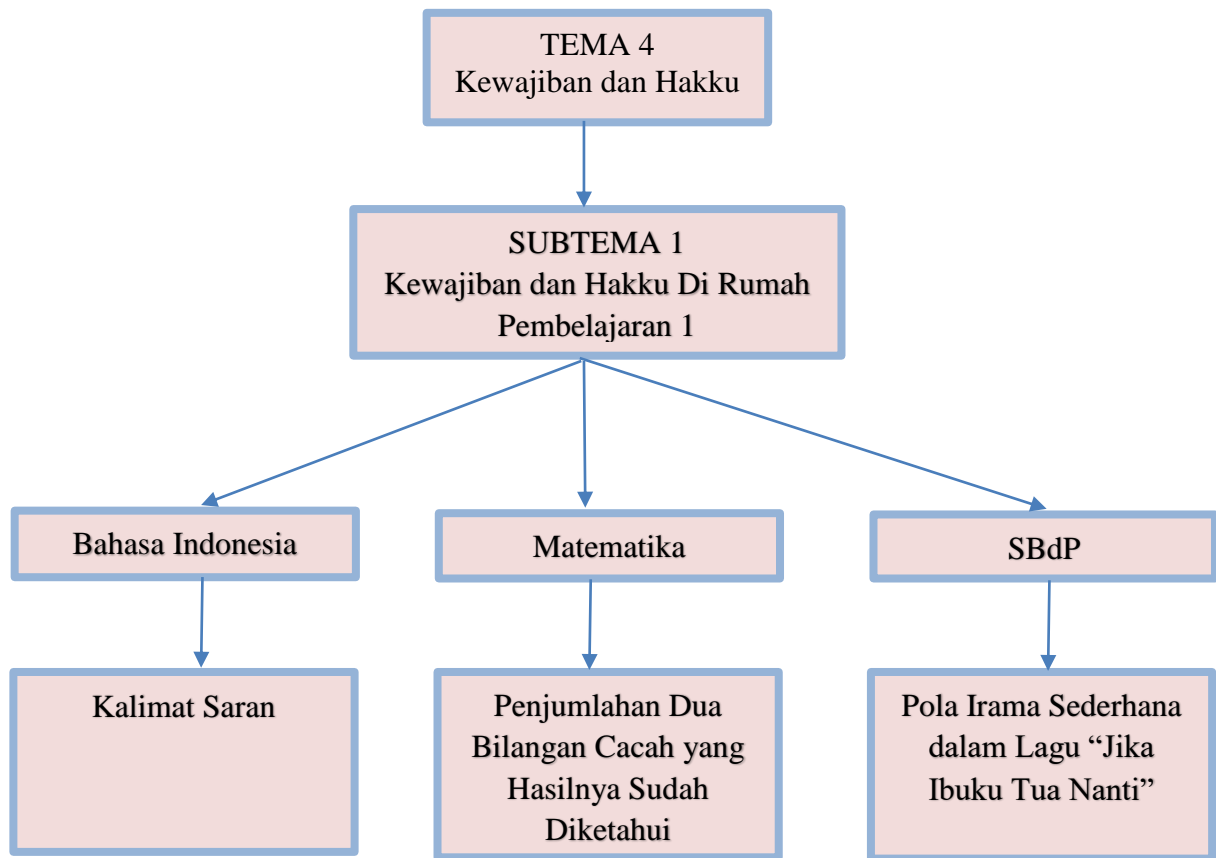 TEMA 4
Kewajiban dan Hakku
SUBTEMA 1
Kewajiban dan Hakku Di Rumah
Pembelajaran 1
Bahasa Indonesia
Matematika
SBdP
Kalimat Saran
Penjumlahan Dua
Bilangan Cacah yang
Hasilnya Sudah
Diketahui
Pola Irama Sederhana
dalam Lagu “Jika
Ibuku Tua Nanti”